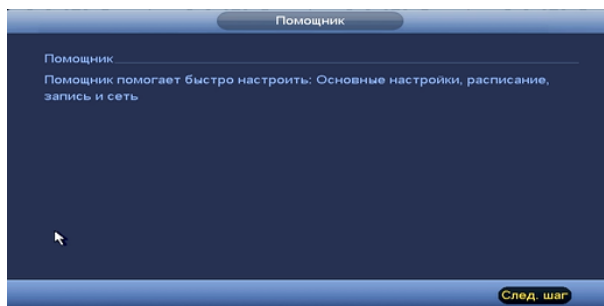 Помощник
Помощник
Помощник помогает быстро настроить: Основные настройки, расписание,
запись и сеть
След. шаг